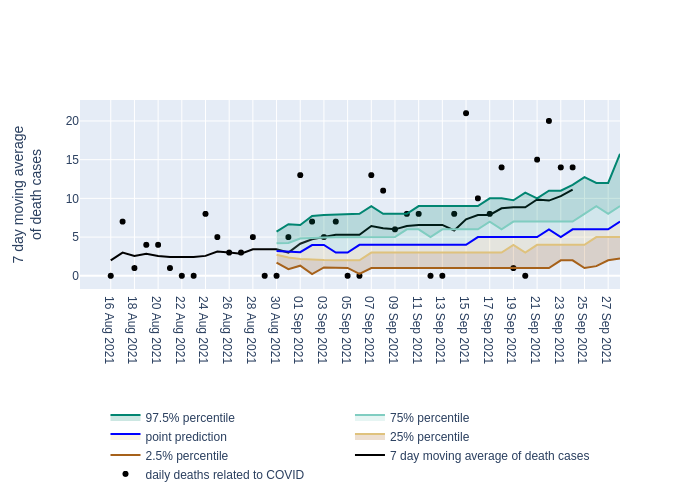 7 day moving average
of death cases
20
15
10
5
0
16 Aug 2021
18 Aug 2021
20 Aug 2021
22 Aug 2021
24 Aug 2021
26 Aug 2021
28 Aug 2021
30 Aug 2021
01 Sep 2021
03 Sep 2021
05 Sep 2021
07 Sep 2021
09 Sep 2021
11 Sep 2021
13 Sep 2021
15 Sep 2021
17 Sep 2021
19 Sep 2021
21 Sep 2021
23 Sep 2021
25 Sep 2021
27 Sep 2021
97.5% percentile
75% percentile
point prediction
25% percentile
2.5% percentile
7 day moving average of death cases
daily deaths related to COVID